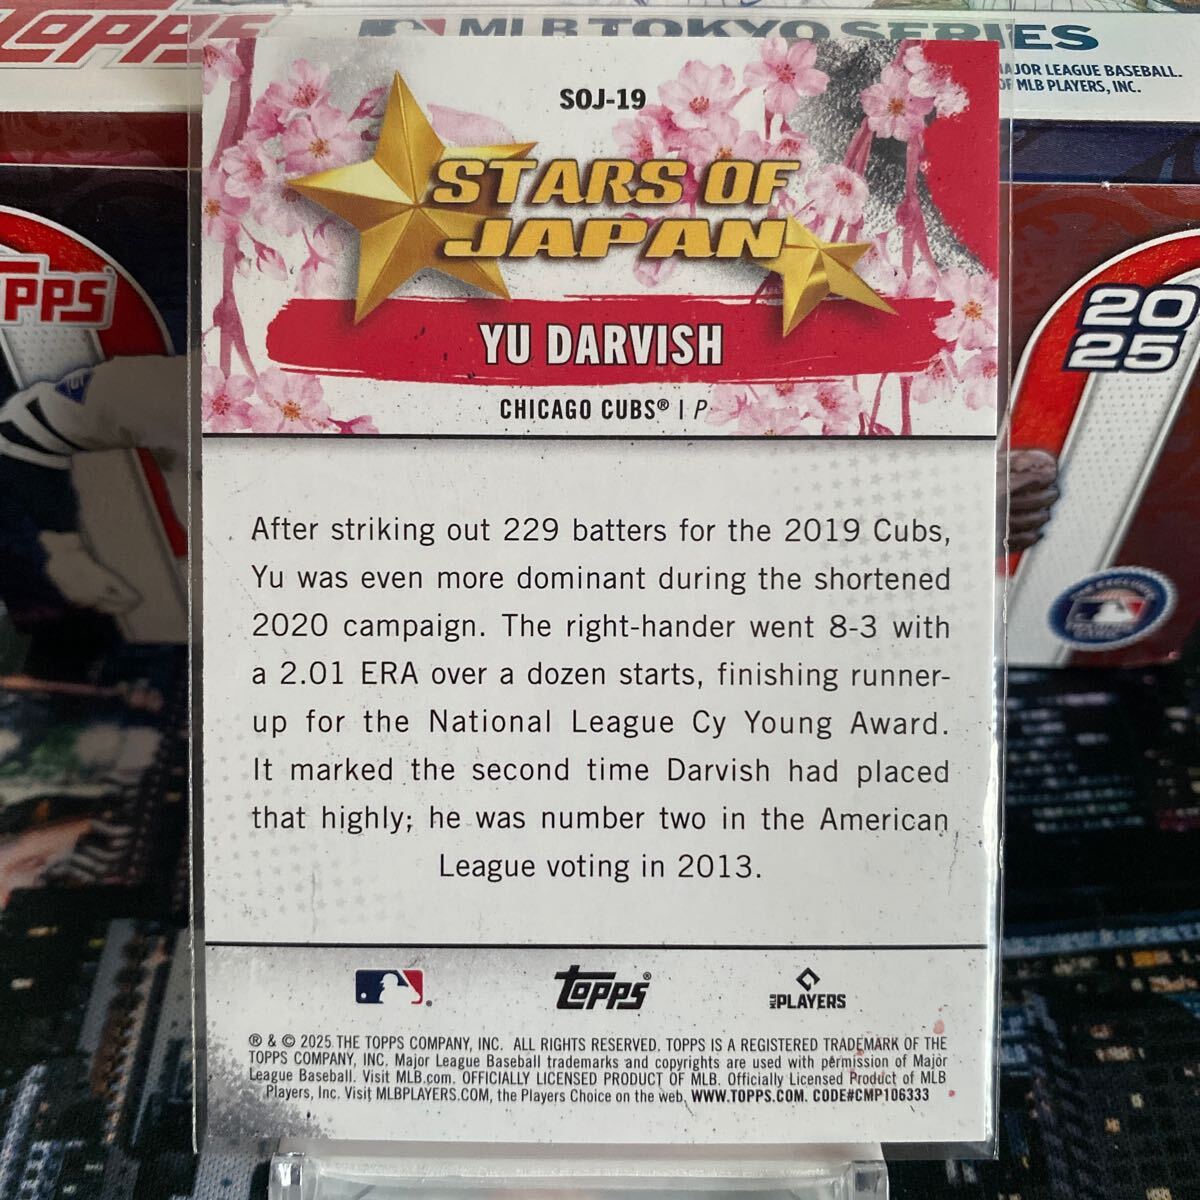 TOPPS
MLB TOKYO SERIES
MAJOR LEAGUE BASEBALL.
OF MLB PLAYERS, INC.
SOJ-19
STARS OF
JAPAN
YU DARVISH
CHICAGO CUBS® | P
TOPPS
20
25
After striking out 229 batters for the 2019 Cubs,
Yu was even more dominant during the shortened
2020 campaign. The right-hander went 8-3 with
a 2.01 ERA over a dozen starts, finishing runner-
up for the National League Cy Young Award.
It marked the second time Darvish had placed
that highly; he was number two in the American
League voting in 2013.
Topps®
MLB PLAYERS
® & © 2025 THE TOPPS COMPANY, INC. ALL RIGHTS RESERVED. TOPPS IS A REGISTERED TRADEMARK OF THE
TOPPS COMPANY, INC. Major League Baseball trademarks and copyrights are used with permission of Major
League Baseball. Visit MLB.com. OFFICIALLY LICENSED PRODUCT OF MLB. Officially Licensed Product of MLB
Players, Inc. Visit MLBPLAYERS.COM, the Players Choice on the web. WWW.TOPPS.COM. CODE#CMP106333